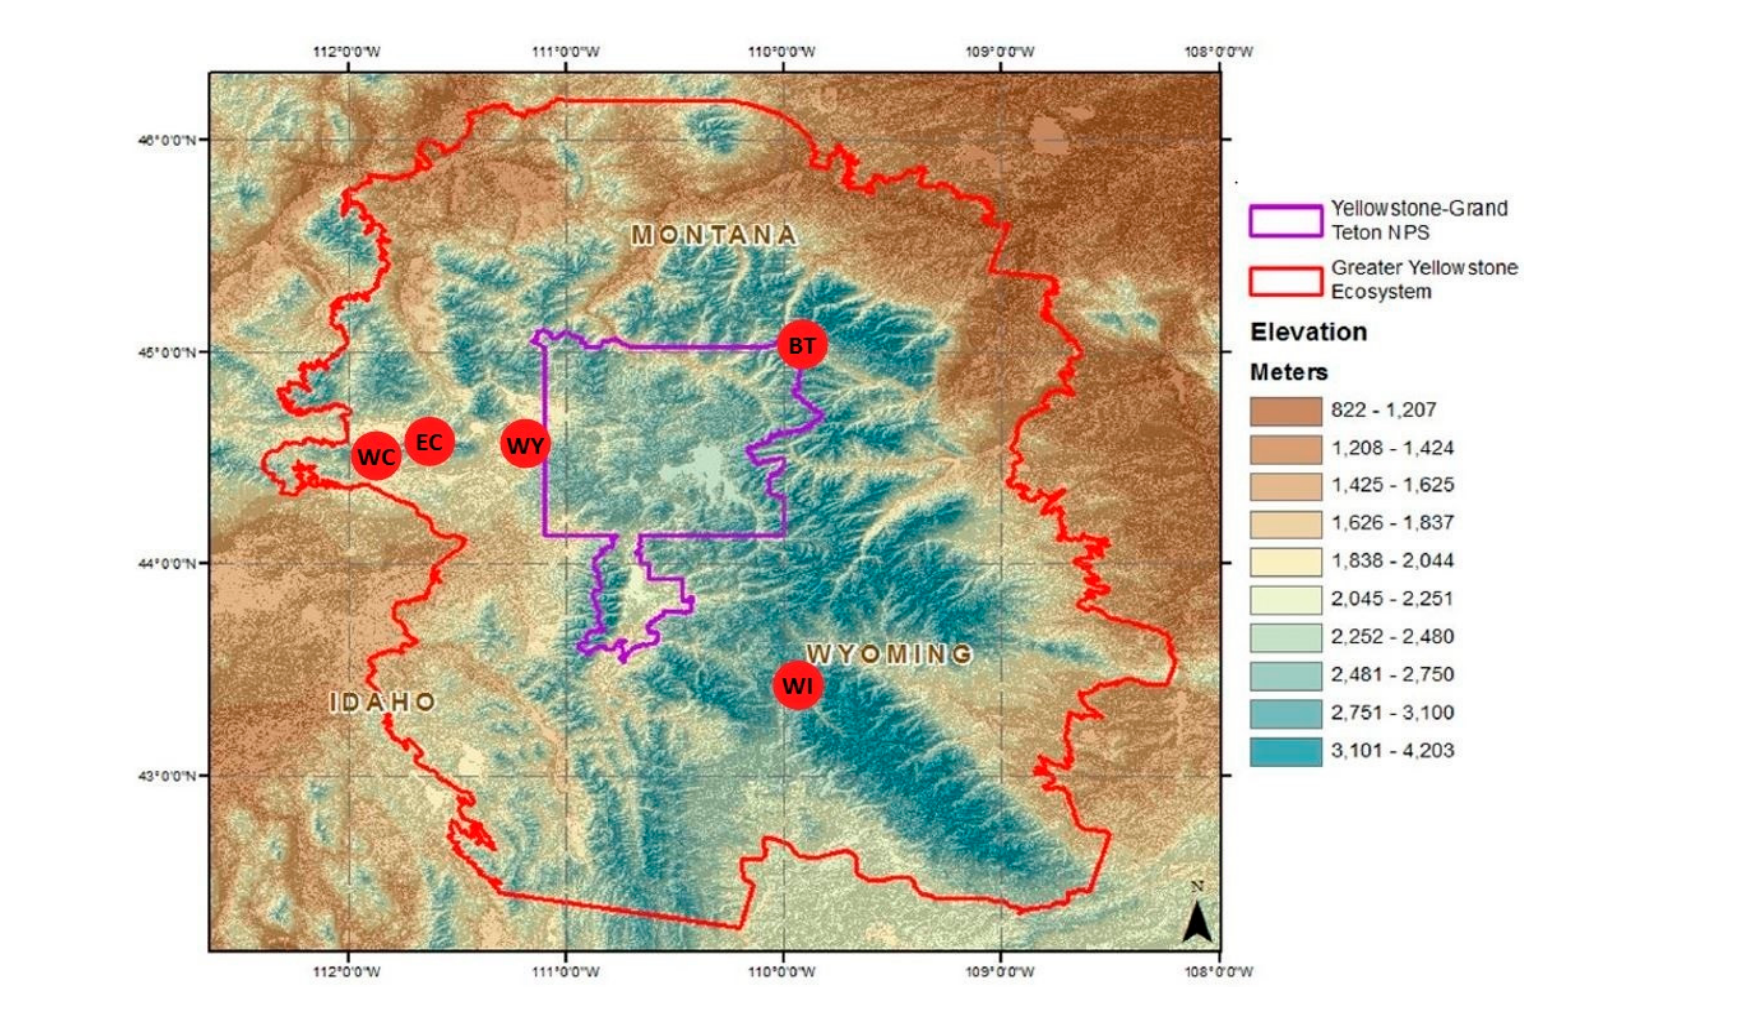 112°0'0"W 111°0'0"W 110°0'0"W 109°0'0"W 108°0'0"W
46°0'0"N
45°0'0"N
44°0'0"N
43°0'0"N
MONTANA
BT
WC EC WY
WYOMING
WI
IDAHO
N
112°0'0"W 111°0'0"W 110°0'0"W 109°0'0"W 108°0'0"W
Yellowstone-Grand
Teton NPS
Greater Yellowstone
Ecosystem
Elevation
Meters
822 - 1,207
1,208 - 1,424
1,425 - 1,625
1,626 - 1,837
1,838 - 2,044
2,045 - 2,251
2,252 - 2,480
2,481 - 2,750
2,751 - 3,100
3,101 - 4,203